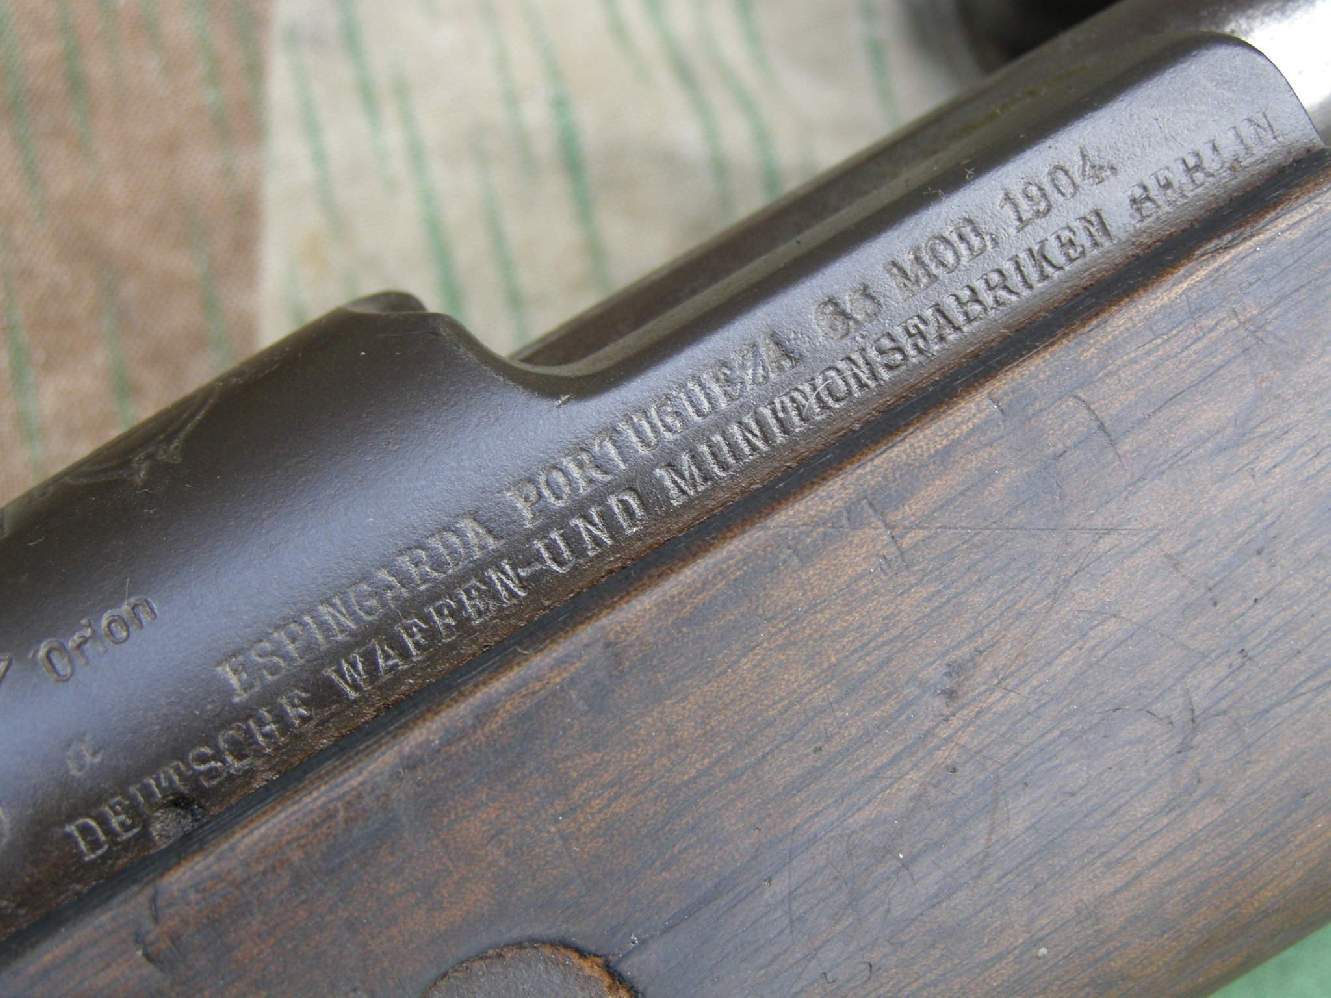 Orion
ESPINGARDA PORTUGUEZA 6,5 MOD. 1904.
DEUTSCHE WAFFEN-UND MUNITIONSFABRIKEN BERLIN